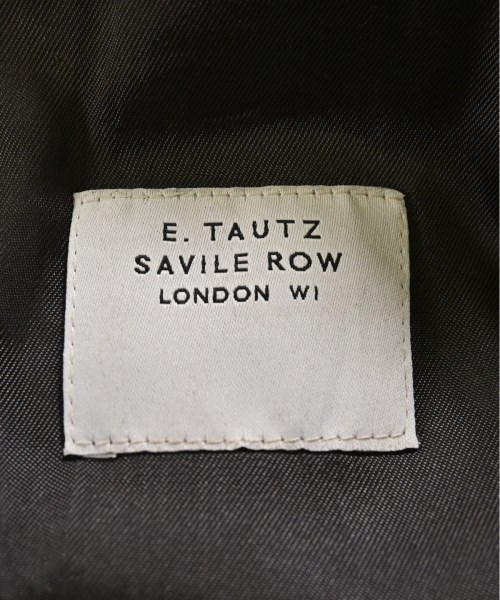 E. TAUTZ
SAVILE ROW
LONDON W1